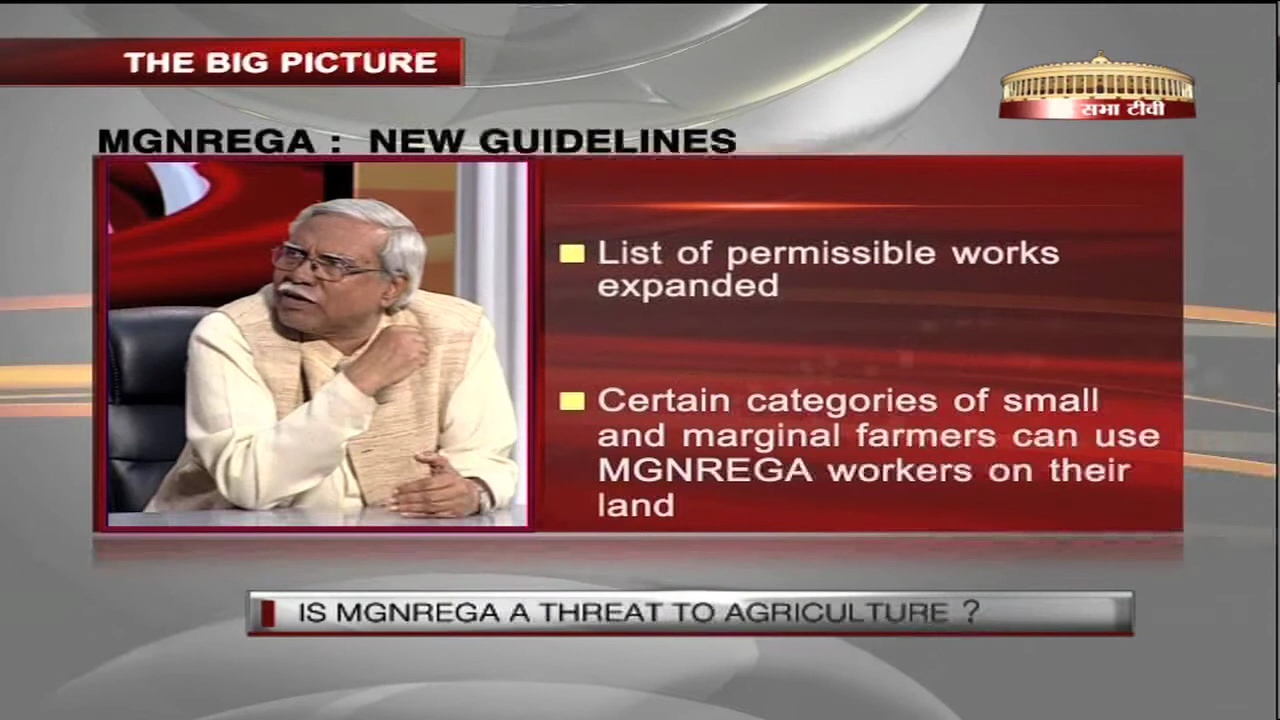 THE BIG PICTURE
सभा टीवी
MGNREGA : NEW GUIDELINES
List of permissible works
expanded
Certain categories of small
and marginal farmers can use
MGNREGA workers on their
land
IS MGNREGA A THREAT TO AGRICULTURE ?